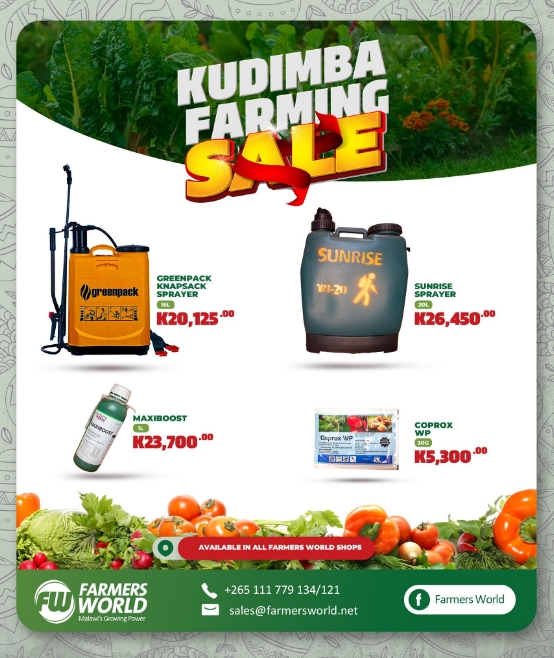 KUDIMBA
FARMING
SALE
greenpack
GREENPACK
KNAPSACK
SPRAYER
16L
K20,125.00
SUNRISE
SUNRISE
SPRAYER
20L
K26,450.00
MAXIBOOST
1L
K23,700.00
Coprox WP
COPROX
WP
50G
K5,300.00
AVAILABLE IN ALL FARMERS WORLD SHOPS
FW
FARMERS
WORLD
Malawi's Growing Power
+265 111 779 134/121
sales@farmersworld.net
f
Farmers World